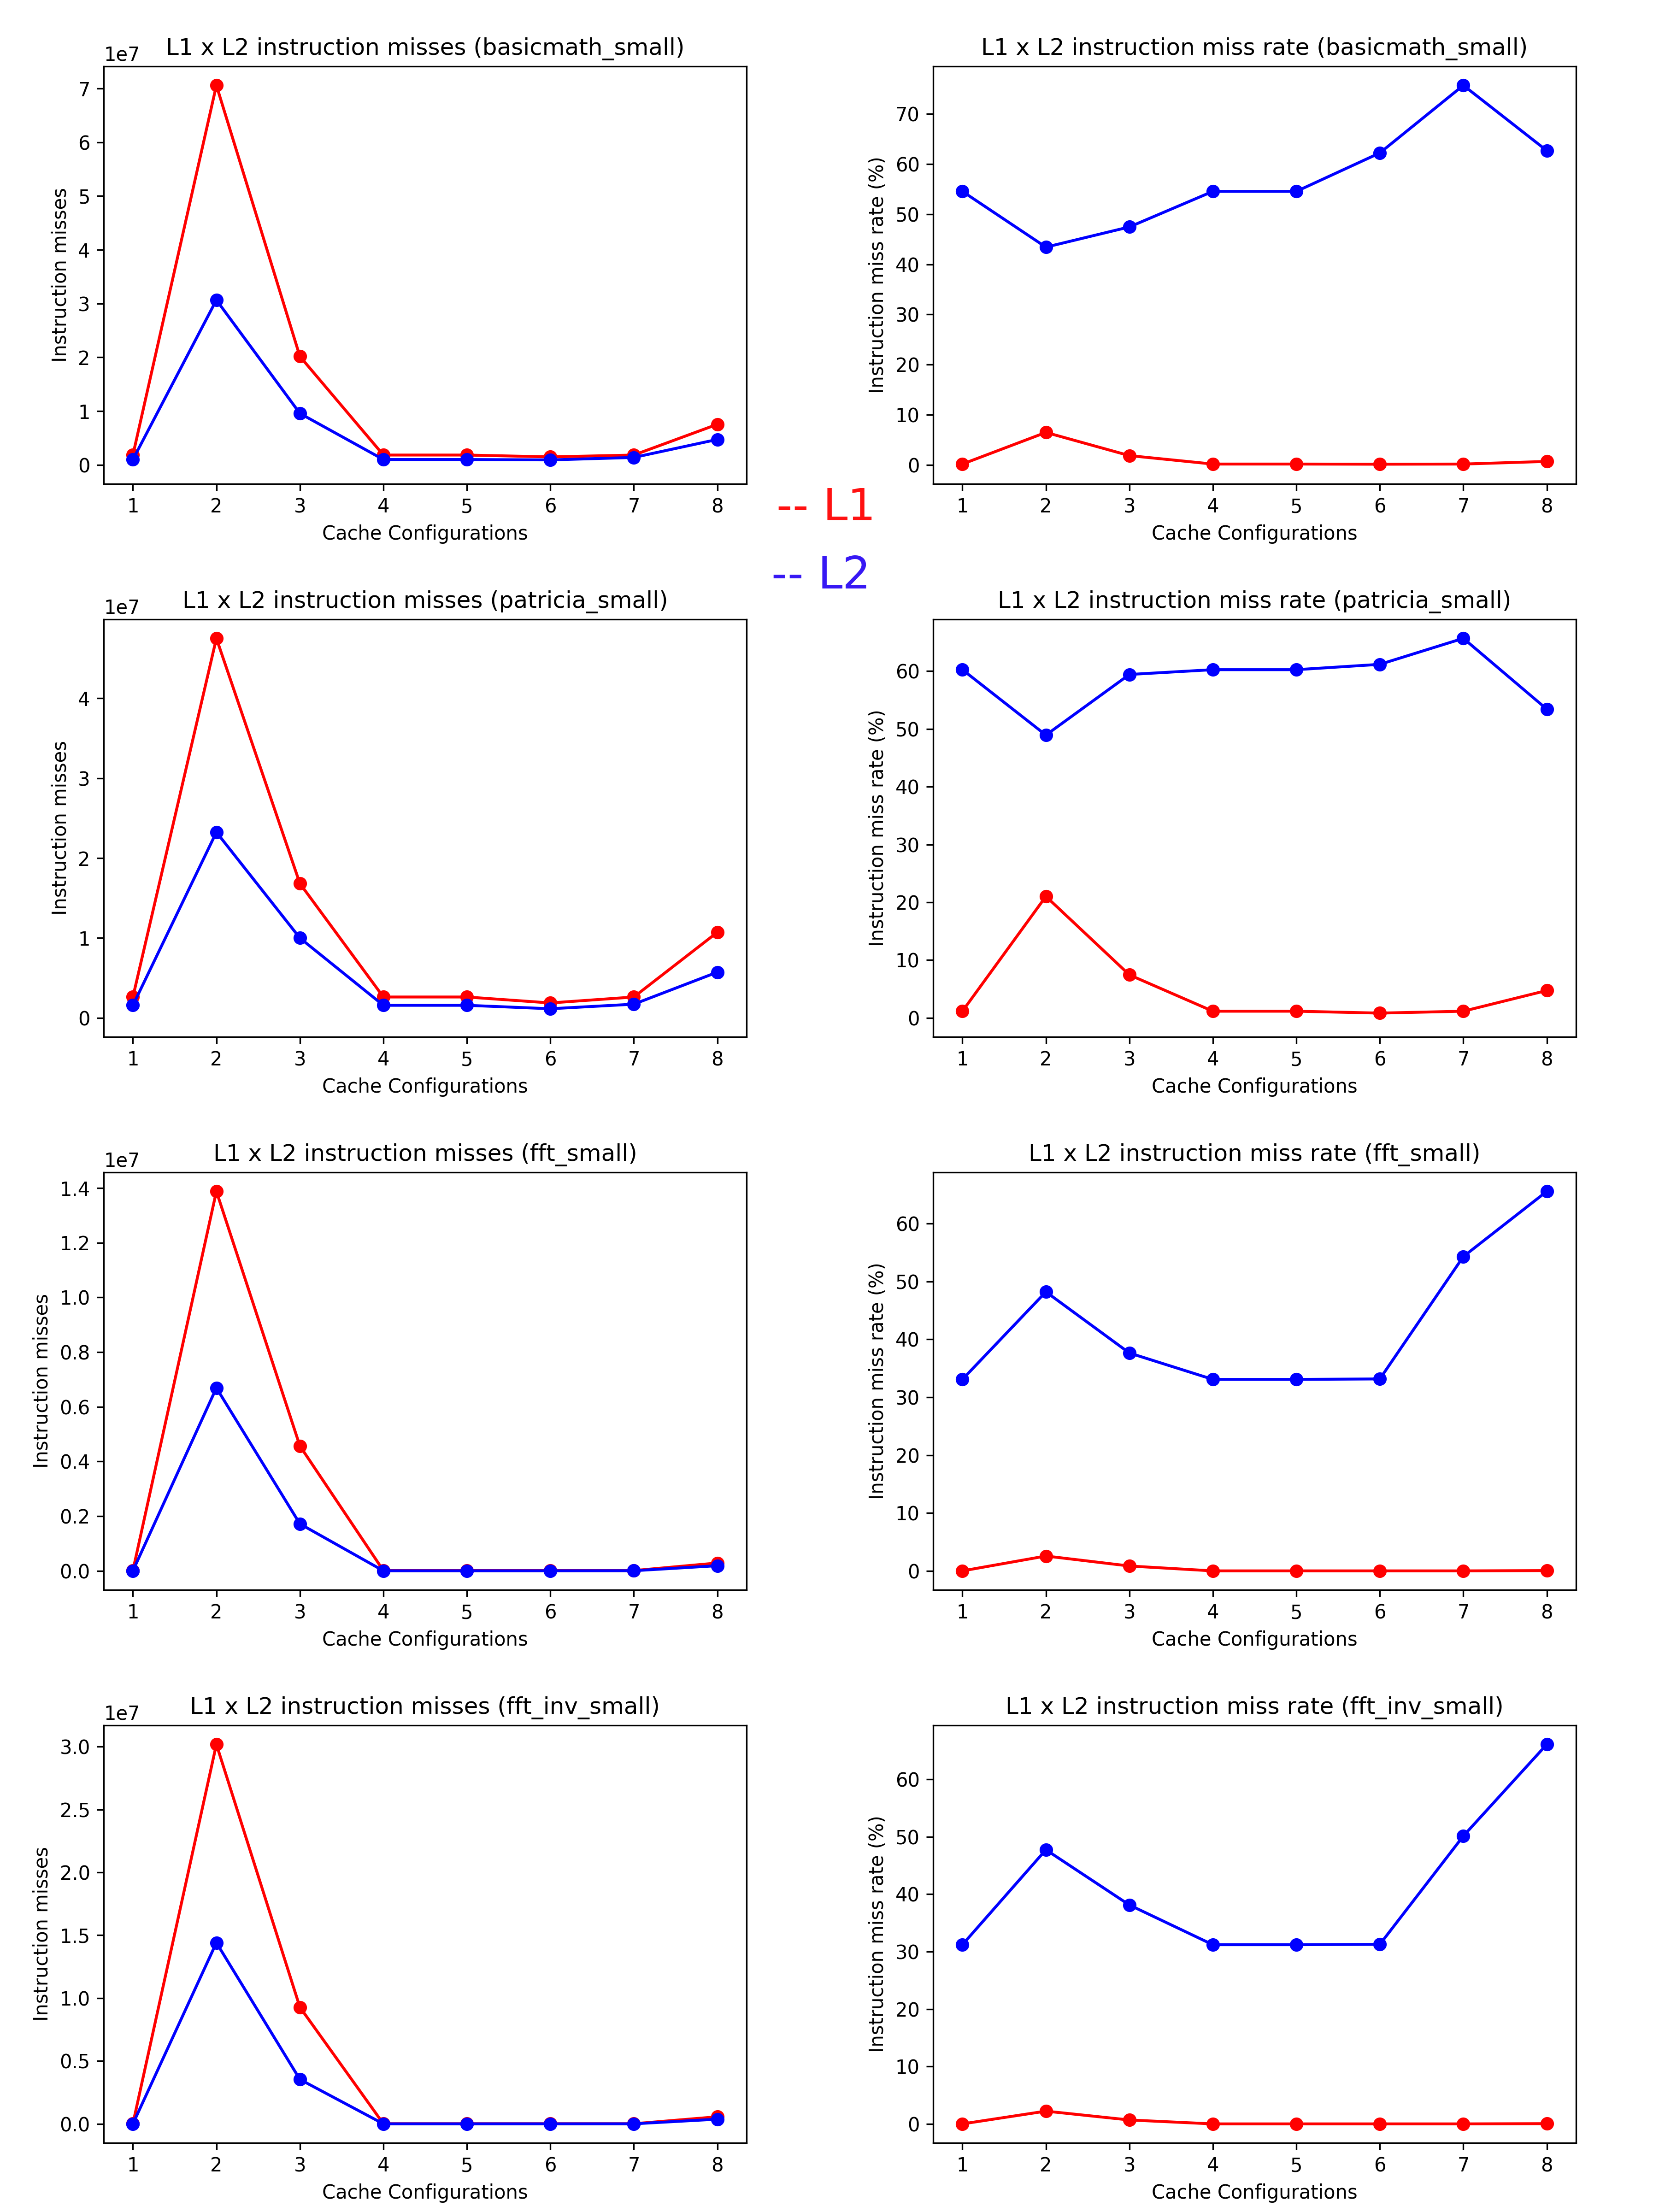 L1 x L2 instruction misses (basicmath_small)
1e7
7
6
5
4
3
2
1
0
Instruction misses
1 2 3 4 5 6 7 8
Cache Configurations
L1 x L2 instruction miss rate (basicmath_small)
70
60
50
40
30
20
10
0
Instruction miss rate (%)
1 2 3 4 5 6 7 8
Cache Configurations
-- L1
-- L2
L1 x L2 instruction misses (patricia_small)
1e7
4
3
2
1
0
Instruction misses
1 2 3 4 5 6 7 8
Cache Configurations
L1 x L2 instruction miss rate (patricia_small)
60
50
40
30
20
10
0
Instruction miss rate (%)
1 2 3 4 5 6 7 8
Cache Configurations
L1 x L2 instruction misses (fft_small)
1e7
1.4
1.2
1.0
0.8
0.6
0.4
0.2
0.0
Instruction misses
1 2 3 4 5 6 7 8
Cache Configurations
L1 x L2 instruction miss rate (fft_small)
60
50
40
30
20
10
0
Instruction miss rate (%)
1 2 3 4 5 6 7 8
Cache Configurations
L1 x L2 instruction misses (fft_inv_small)
1e7
3.0
2.5
2.0
1.5
1.0
0.5
0.0
Instruction misses
1 2 3 4 5 6 7 8
Cache Configurations
L1 x L2 instruction miss rate (fft_inv_small)
60
50
40
30
20
10
0
Instruction miss rate (%)
1 2 3 4 5 6 7 8
Cache Configurations